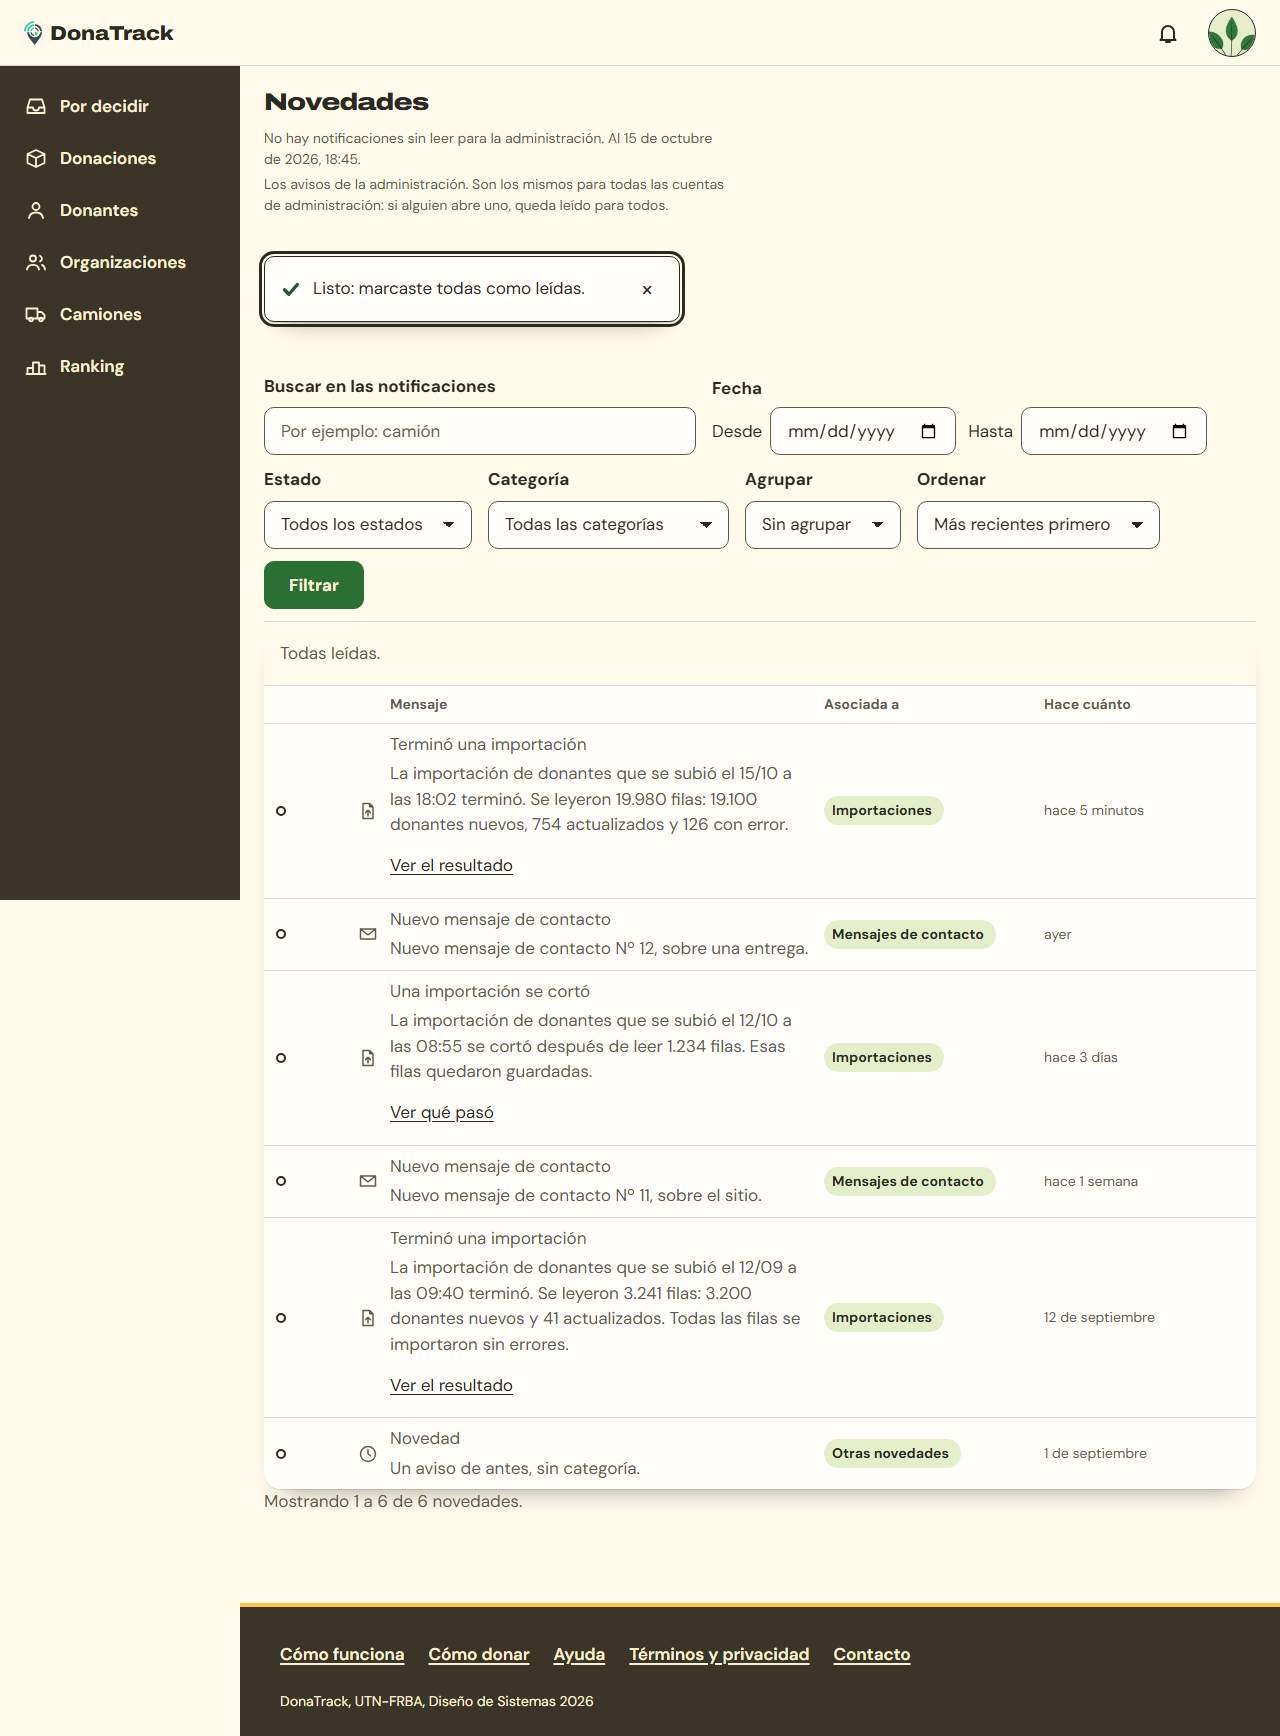 DonaTrack
Por decidir
Donaciones
Donantes
Organizaciones
Camiones
Ranking
Novedades
No hay notificaciones sin leer para la administración. Al 15 de octubre
de 2026, 18:45.
Los avisos de la administración. Son los mismos para todas las cuentas
de administración: si alguien abre uno, queda leído para todos.
Listo: marcaste todas como leídas. ×
Buscar en las notificaciones
Por ejemplo: camión
Fecha
Desde mm/dd/yyyy Hasta mm/dd/yyyy
Estado Categoría Agrupar Ordenar
Todos los estados Todas las categorías Sin agrupar Más recientes primero
Filtrar
Todas leídas.
Mensaje Asociada a Hace cuánto
Terminó una importación
La importación de donantes que se subió el 15/10 a
las 18:02 terminó. Se leyeron 19.980 filas: 19.100
donantes nuevos, 754 actualizados y 126 con error.
Ver el resultado
Importaciones
hace 5 minutos
Nuevo mensaje de contacto
Nuevo mensaje de contacto Nº 12, sobre una entrega.
Mensajes de contacto
ayer
Una importación se cortó
La importación de donantes que se subió el 12/10 a
las 08:55 se cortó después de leer 1.234 filas. Esas
filas quedaron guardadas.
Ver qué pasó
Importaciones
hace 3 días
Nuevo mensaje de contacto
Nuevo mensaje de contacto Nº 11, sobre el sitio.
Mensajes de contacto
hace 1 semana
Terminó una importación
La importación de donantes que se subió el 12/09 a
las 09:40 terminó. Se leyeron 3.241 filas: 3.200
donantes nuevos y 41 actualizados. Todas las filas se
importaron sin errores.
Ver el resultado
Importaciones
12 de septiembre
Novedad
Un aviso de antes, sin categoría.
Otras novedades
1 de septiembre
Mostrando 1 a 6 de 6 novedades.
Cómo funciona Cómo donar Ayuda Términos y privacidad Contacto
DonaTrack, UTN-FRBA, Diseño de Sistemas 2026